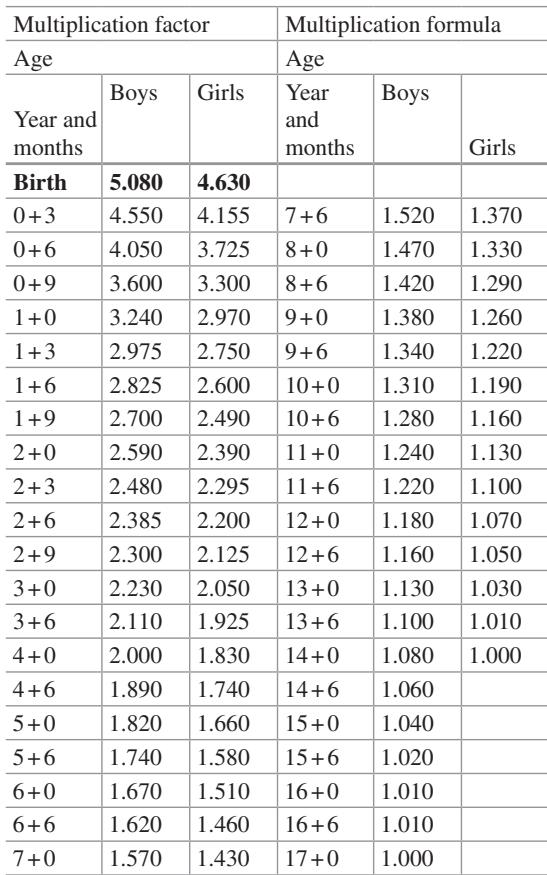 Multiplication factor Multiplication formula
Age Age
Year and months Boys Girls Year and months Boys Girls
Birth 5.080 4.630
0+3 4.550 4.155 7+6 1.520 1.370
0+6 4.050 3.725 8+0 1.470 1.330
0+9 3.600 3.300 8+6 1.420 1.290
1+0 3.240 2.970 9+0 1.380 1.260
1+3 2.975 2.750 9+6 1.340 1.220
1+6 2.825 2.600 10+0 1.310 1.190
1+9 2.700 2.490 10+6 1.280 1.160
2+0 2.590 2.390 11+0 1.240 1.130
2+3 2.480 2.295 11+6 1.220 1.100
2+6 2.385 2.200 12+0 1.180 1.070
2+9 2.300 2.125 12+6 1.160 1.050
3+0 2.230 2.050 13+0 1.130 1.030
3+6 2.110 1.925 13+6 1.100 1.010
4+0 2.000 1.830 14+0 1.080 1.000
4+6 1.890 1.740 14+6 1.060
5+0 1.820 1.660 15+0 1.040
5+6 1.740 1.580 15+6 1.020
6+0 1.670 1.510 16+0 1.010
6+6 1.620 1.460 16+6 1.010
7+0 1.570 1.430 17+0 1.000